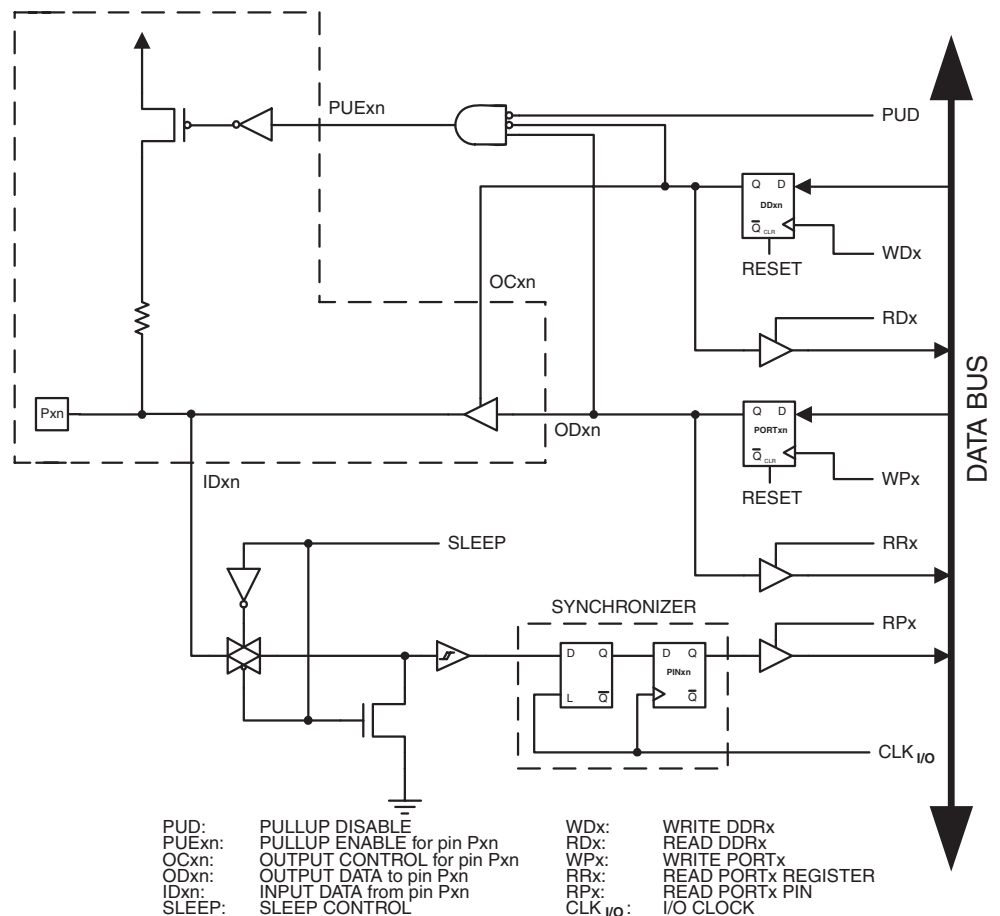 PUExn
PUD
Q D
DDxn
Q CLR
WDx
RESET
OCxn
RDx
Pxn
Q D
ODxn
PORTxn
Q CLR
IDxn
WPx
RESET
DATA BUS
SLEEP
RRx
SYNCHRONIZER
RPx
D Q
D Q
PINxn
L Q
Q
CLK I/O
PUD: PULLUP DISABLE
PUExn: PULLUP ENABLE for pin Pxn
OCxn: OUTPUT CONTROL for pin Pxn
ODxn: OUTPUT DATA to pin Pxn
IDxn: INPUT DATA from pin Pxn
SLEEP: SLEEP CONTROL
WDx: WRITE DDRx
RDx: READ DDRx
WPx: WRITE PORTx
RRx: READ PORTx REGISTER
RPx: READ PORTx PIN
CLK I/O: I/O CLOCK